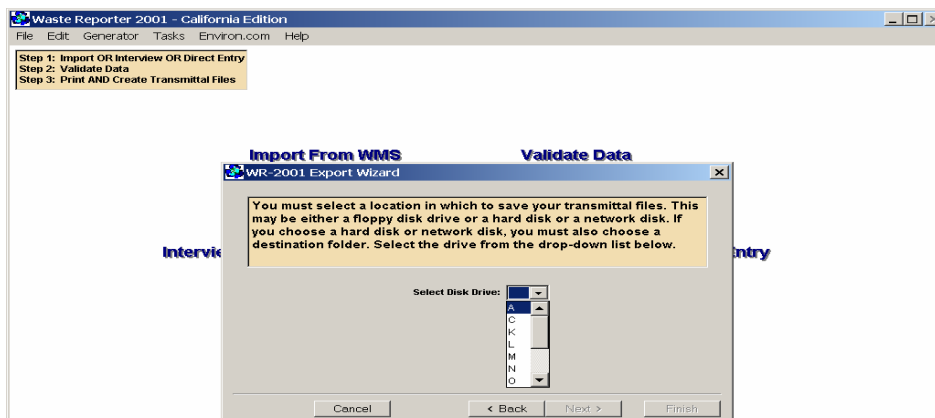 Waste Reporter 2001 - California Edition
File Edit Generator Tasks Environ.com Help
Step 1: Import OR Interview OR Direct Entry
Step 2: Validate Data
Step 3: Print AND Create Transmittal Files
Import From WMS Validate Data
WR-2001 Export Wizard
You must select a location in which to save your transmittal files. This
may be either a floppy disk drive or a hard disk or a network disk. If
you choose a hard disk or network disk, you must also choose a
destination folder. Select the drive from the drop-down list below.
Intervie ntry
Select Disk Drive:
A
C
K
L
M
N
O
Cancel < Back Next > Finish